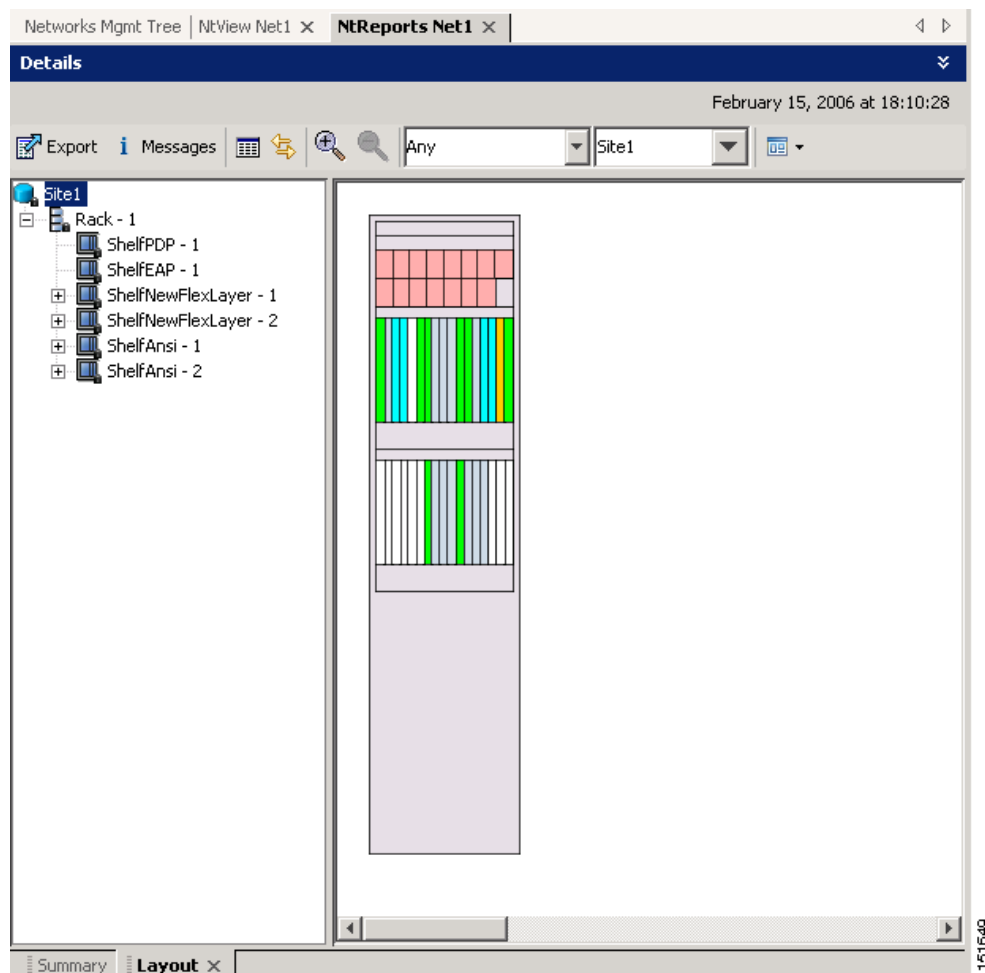 Networks Mgmt Tree NtView Net1 NtReports Net1
Details
February 15, 2006 at 18:10:28
Export Messages Any Site1
Site1
Rack - 1
ShelfPDP - 1
ShelfEAP - 1
ShelfNewFlexLayer - 1
ShelfNewFlexLayer - 2
ShelfAnsi - 1
ShelfAnsi - 2
Summary Layout
151549